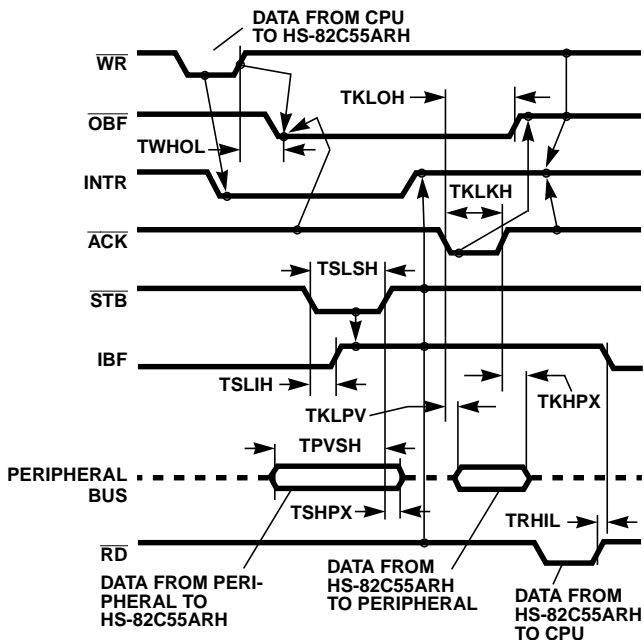 DATA FROM CPU
TO HS-82C55ARH
WR
OBF
TKLOH
TWHOL
INTR
TKLKH
ACK
TSLSH
STB
IBF
TSLIH
TKLPV
TKHPX
TPVSH
PERIPHERAL
BUS
TSHPX
TRHIL
RD
DATA FROM PERI-
PHERAL TO
HS-82C55ARH
DATA FROM
HS-82C55ARH
TO PERIPHERAL
DATA FROM
HS-82C55ARH
TO CPU